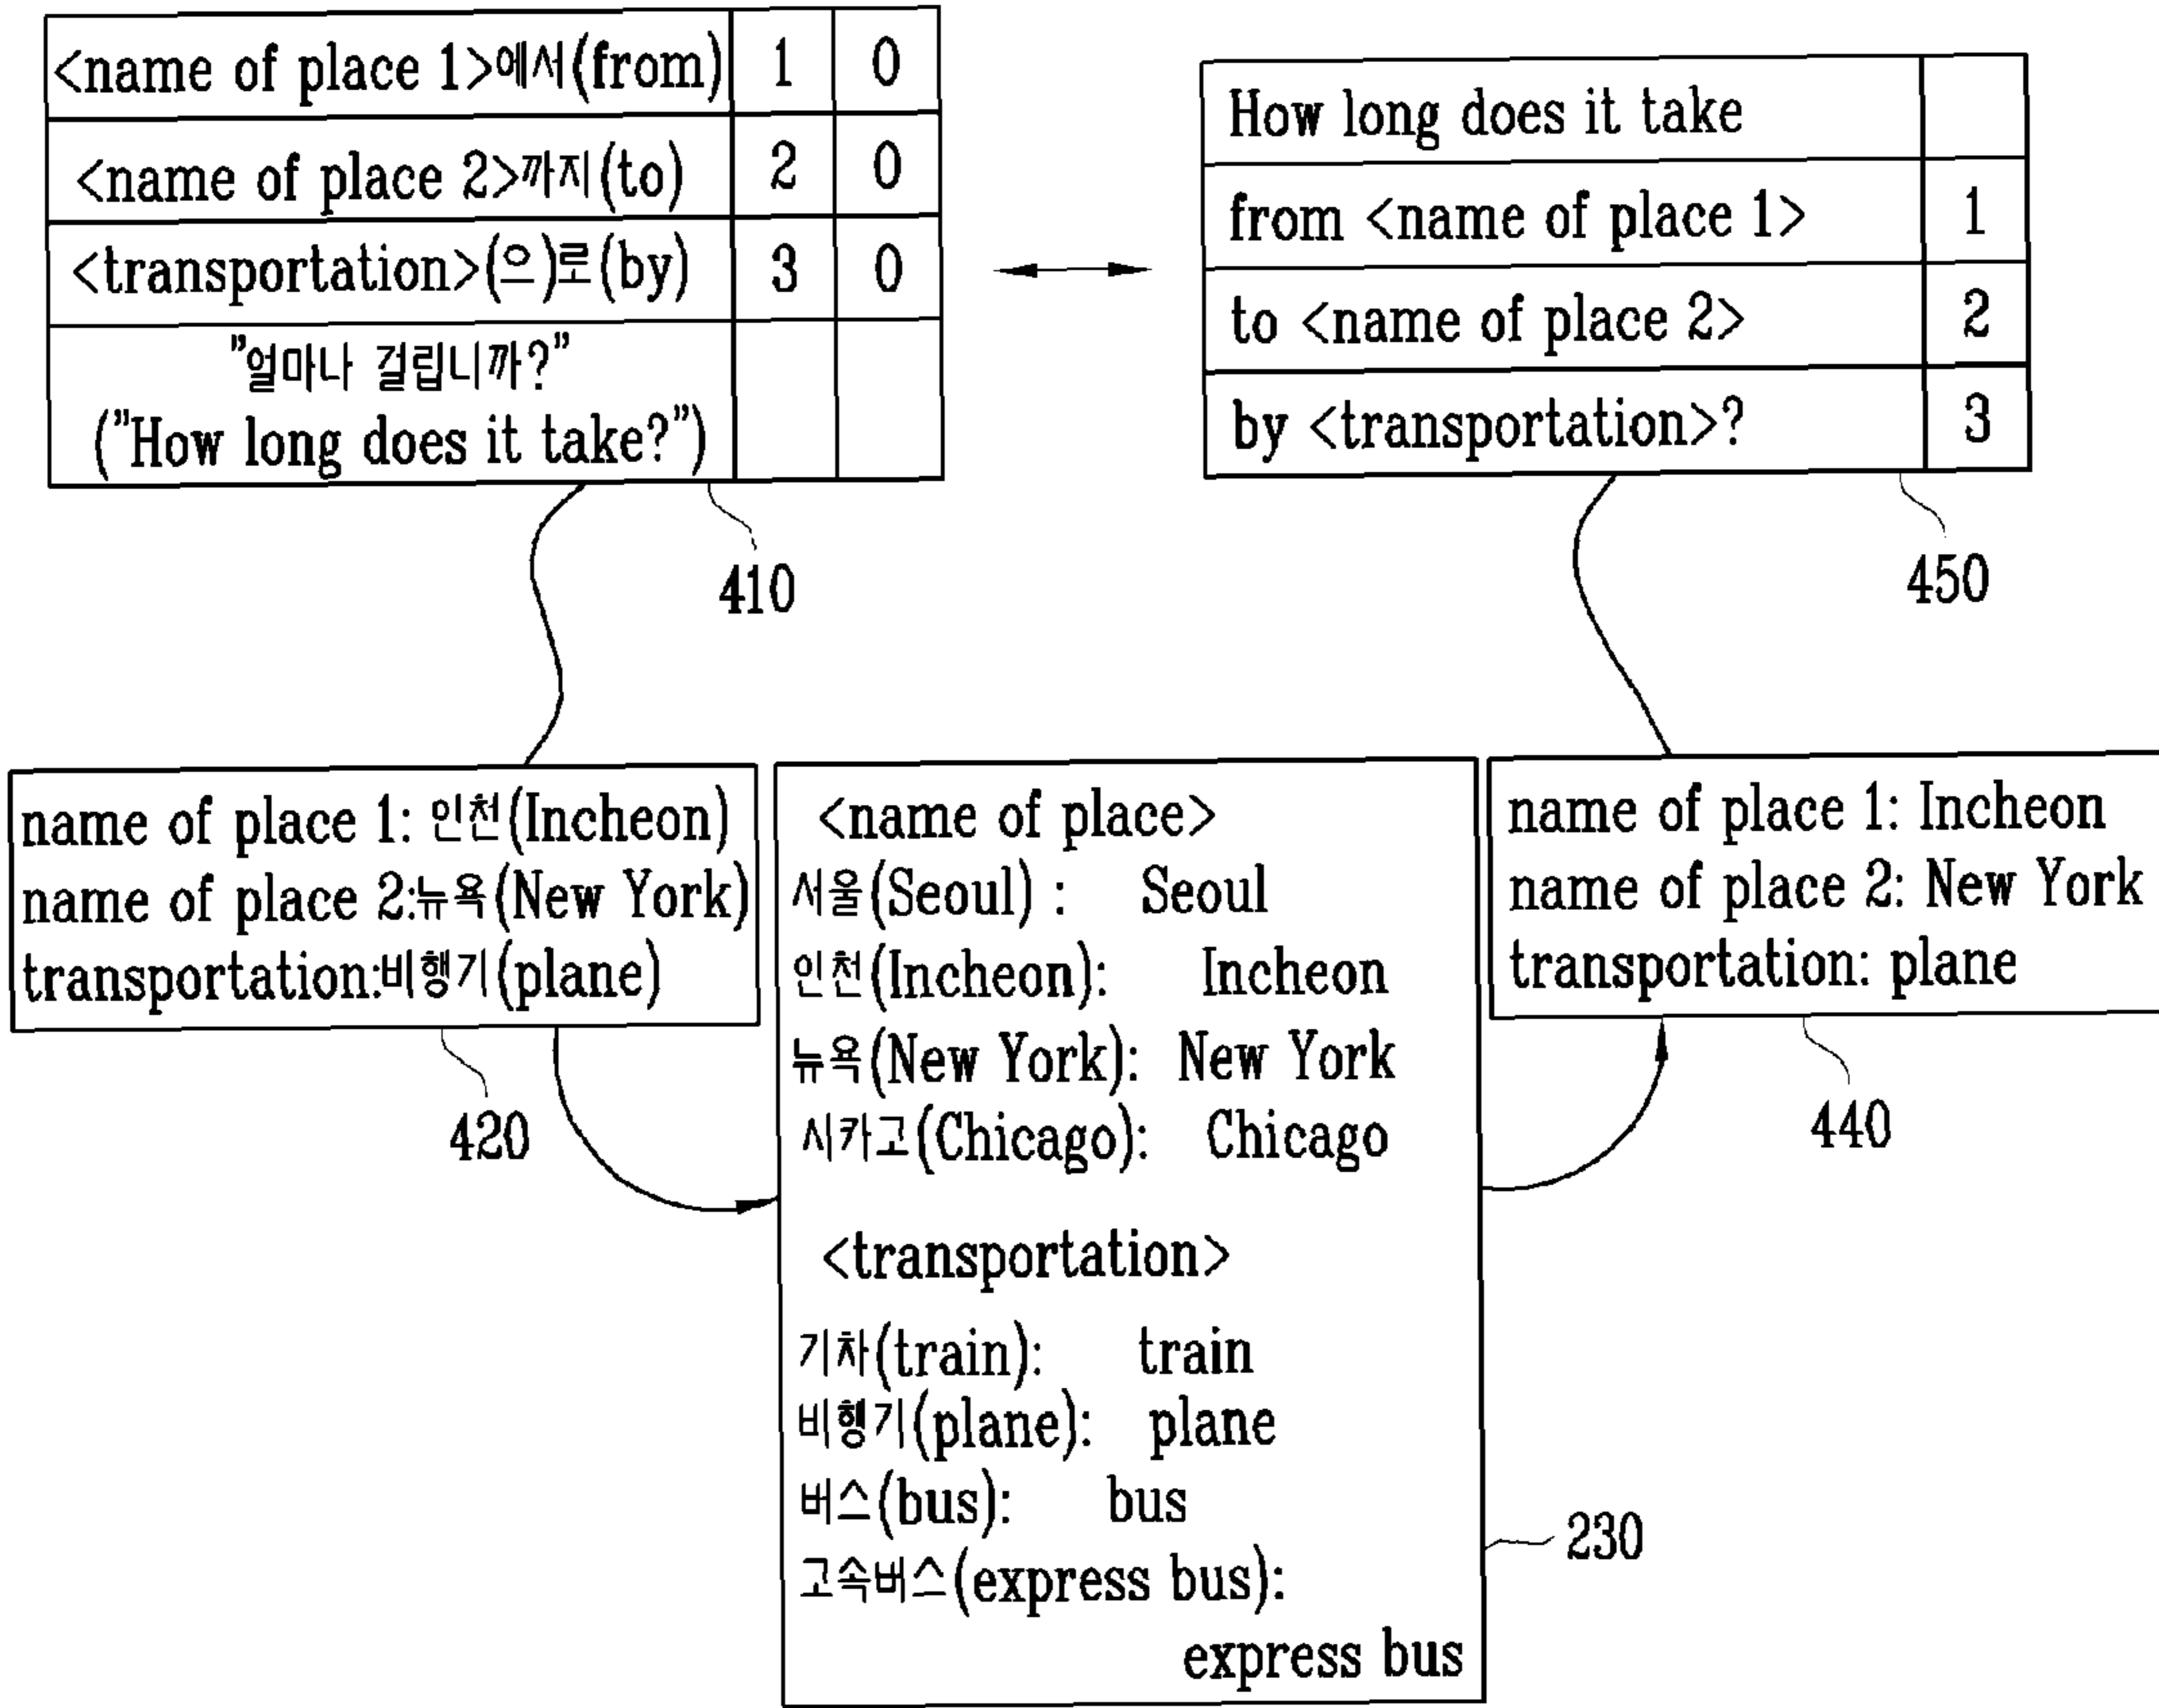 <name of place 1>에서(from) 1 0
<name of place 2>까지(to) 2 0
<transportation>(으)로(by) 3 0
"얼마나 걸립니까?"
("How long does it take?")
410
How long does it take
from <name of place 1> 1
to <name of place 2> 2
by <transportation>? 3
450
name of place 1: 인천(Incheon)
name of place 2:뉴욕(New York)
transportation:비행기(plane)
420
<name of place>
서울(Seoul) : Seoul
인천(Incheon): Incheon
뉴욕(New York): New York
시카고(Chicago): Chicago
<transportation>
기차(train): train
비행기(plane): plane
버스(bus): bus
고속버스(express bus):
express bus
230
name of place 1: Incheon
name of place 2: New York
transportation: plane
440